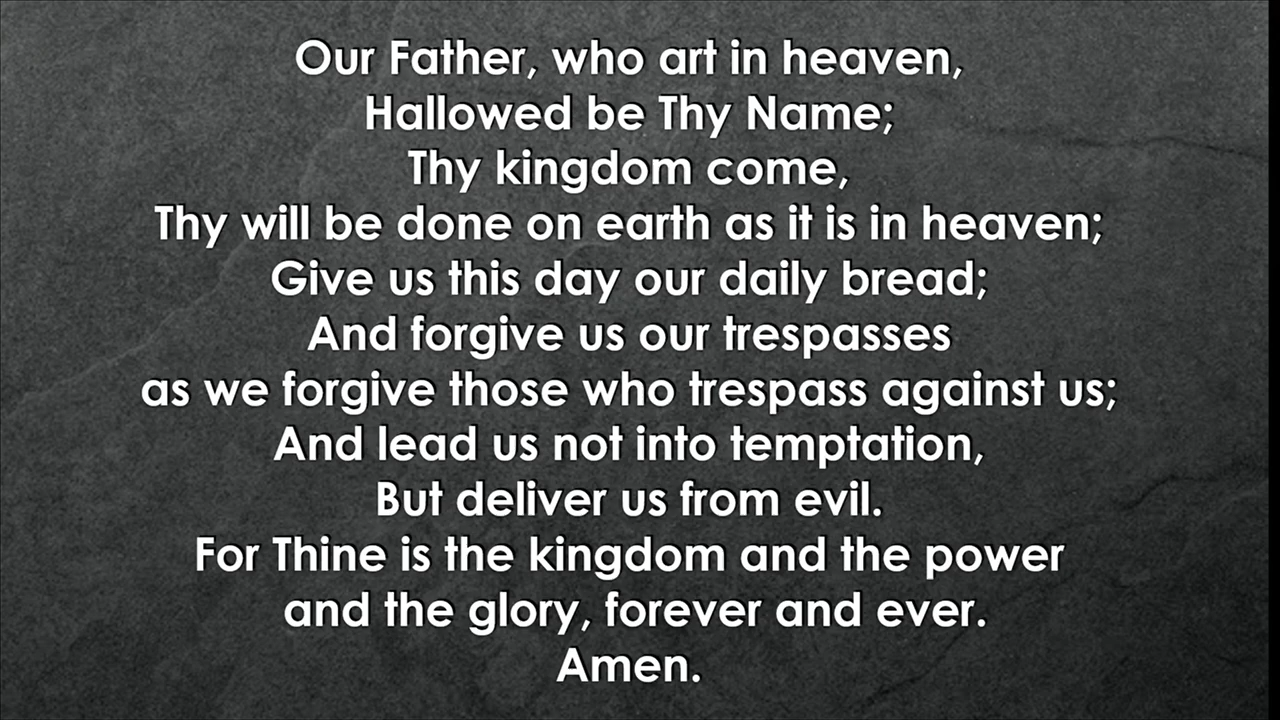 Our Father, who art in heaven,
Hallowed be Thy Name;
Thy kingdom come,
Thy will be done on earth as it is in heaven;
Give us this day our daily bread;
And forgive us our trespasses
as we forgive those who trespass against us;
And lead us not into temptation,
But deliver us from evil.
For Thine is the kingdom and the power
and the glory, forever and ever.
Amen.